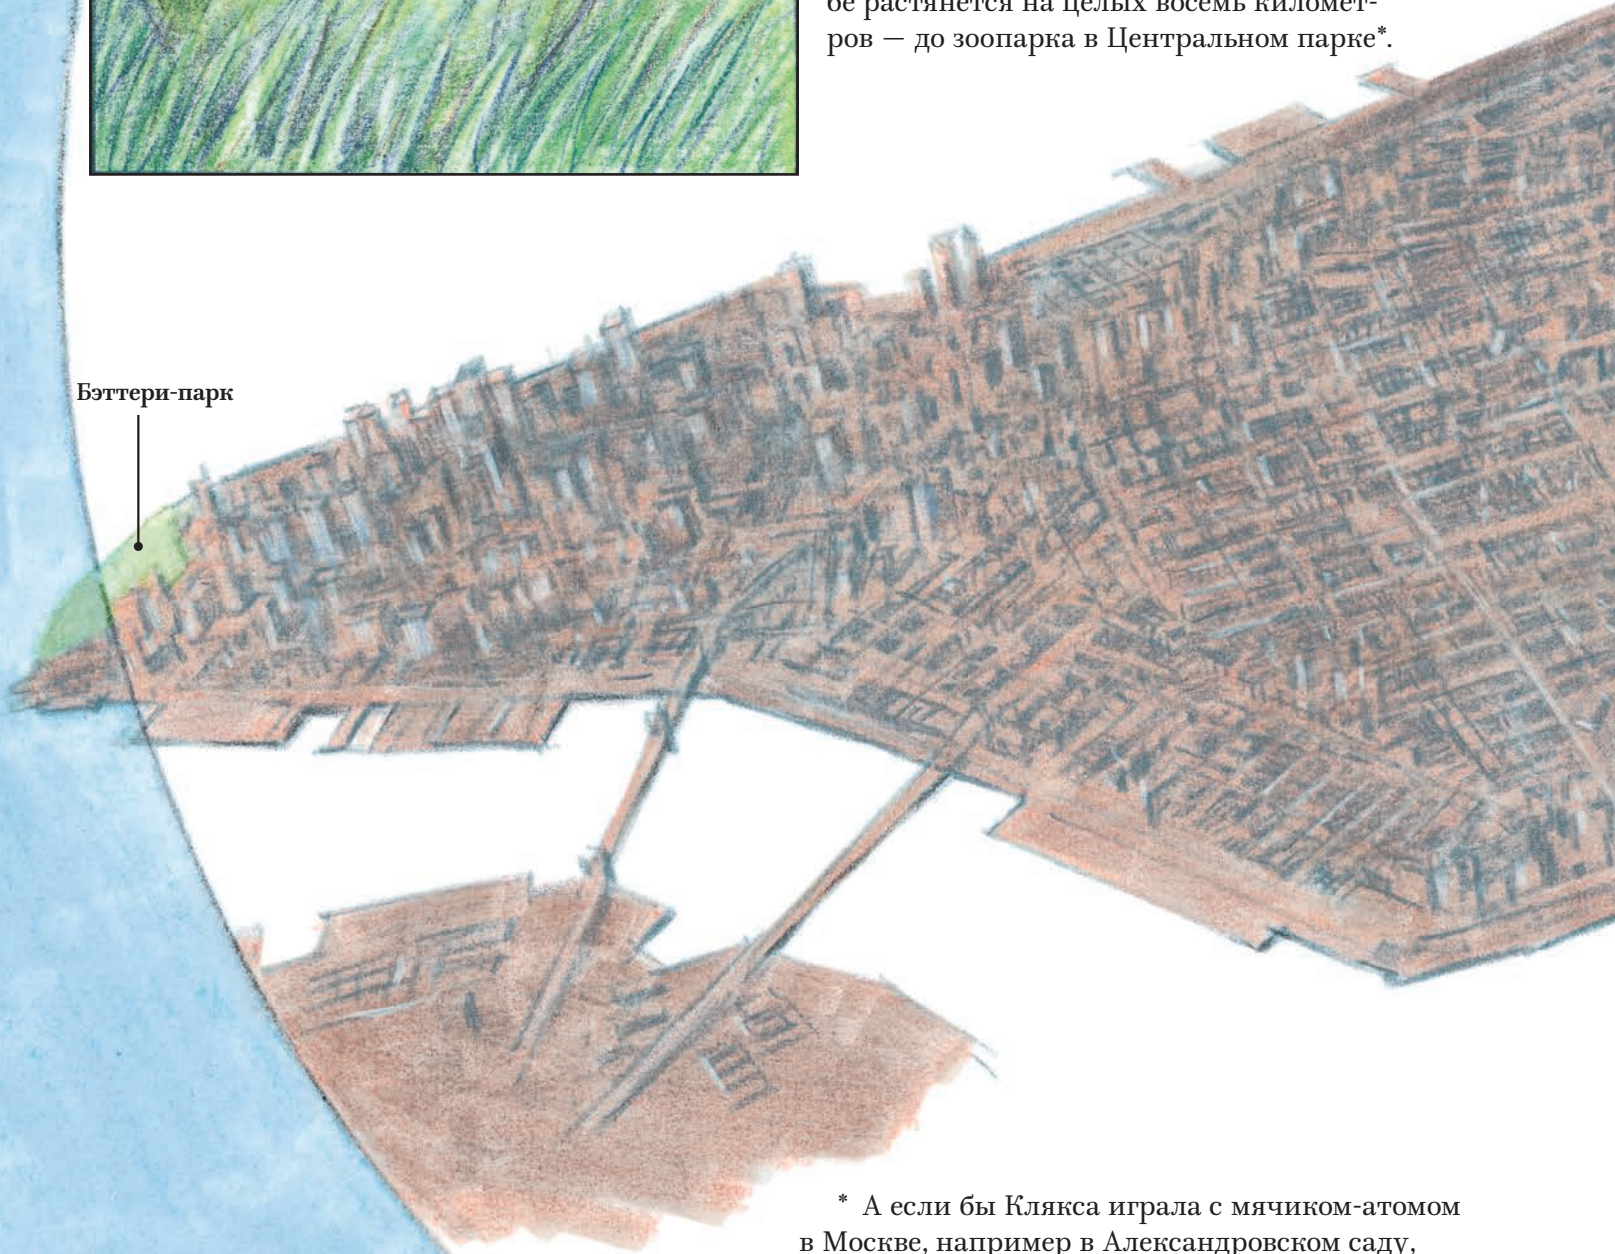 бе растянется на целых восемь километ-
ров — до зоопарка в Центральном парке*.
Бэттери-парк
* А если бы Клякса играла с мячиком-атомом
в Москве, например в Александровском саду,